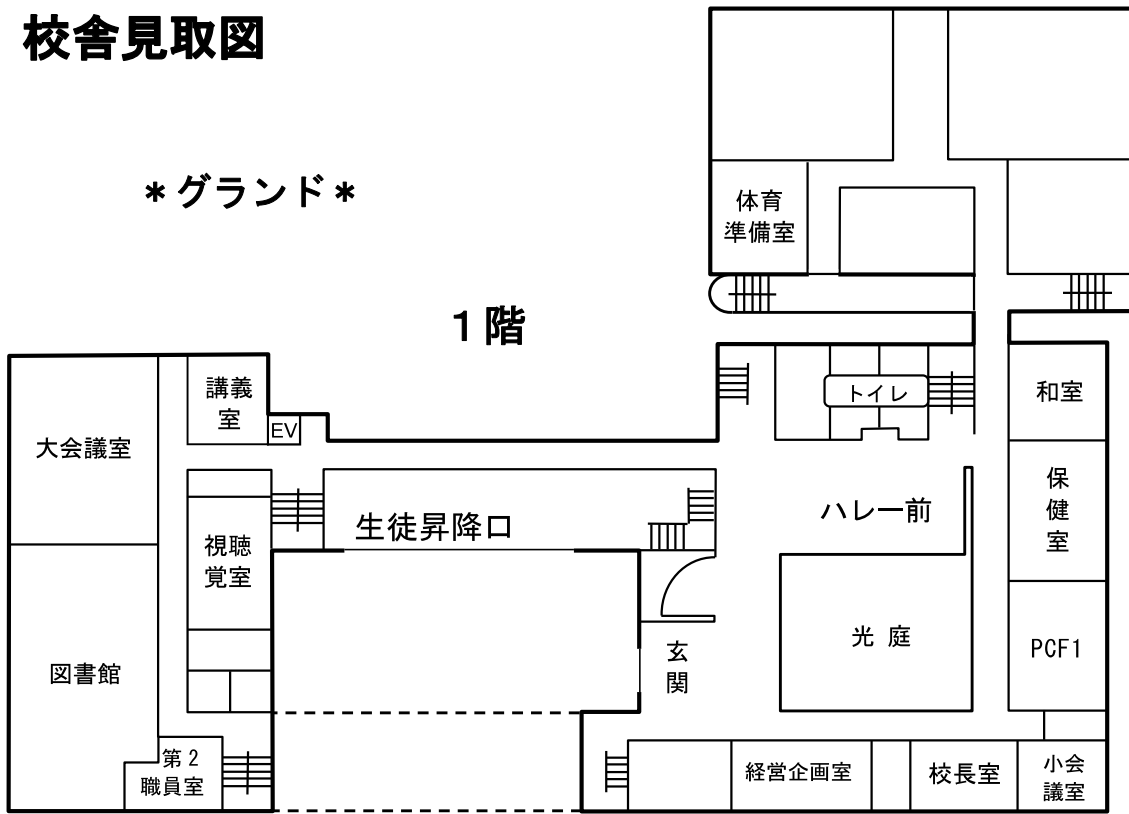 校舎見取図
*グランド*
体育
準備室
1階
講義
室
EV
大会議室
トイレ
和室
生徒昇降口
ハレー前
保
健
室
視聴
覚室
図書館
玄
関
光庭
PCF1
第2
職員室
経営企画室
校長室
小会
議室